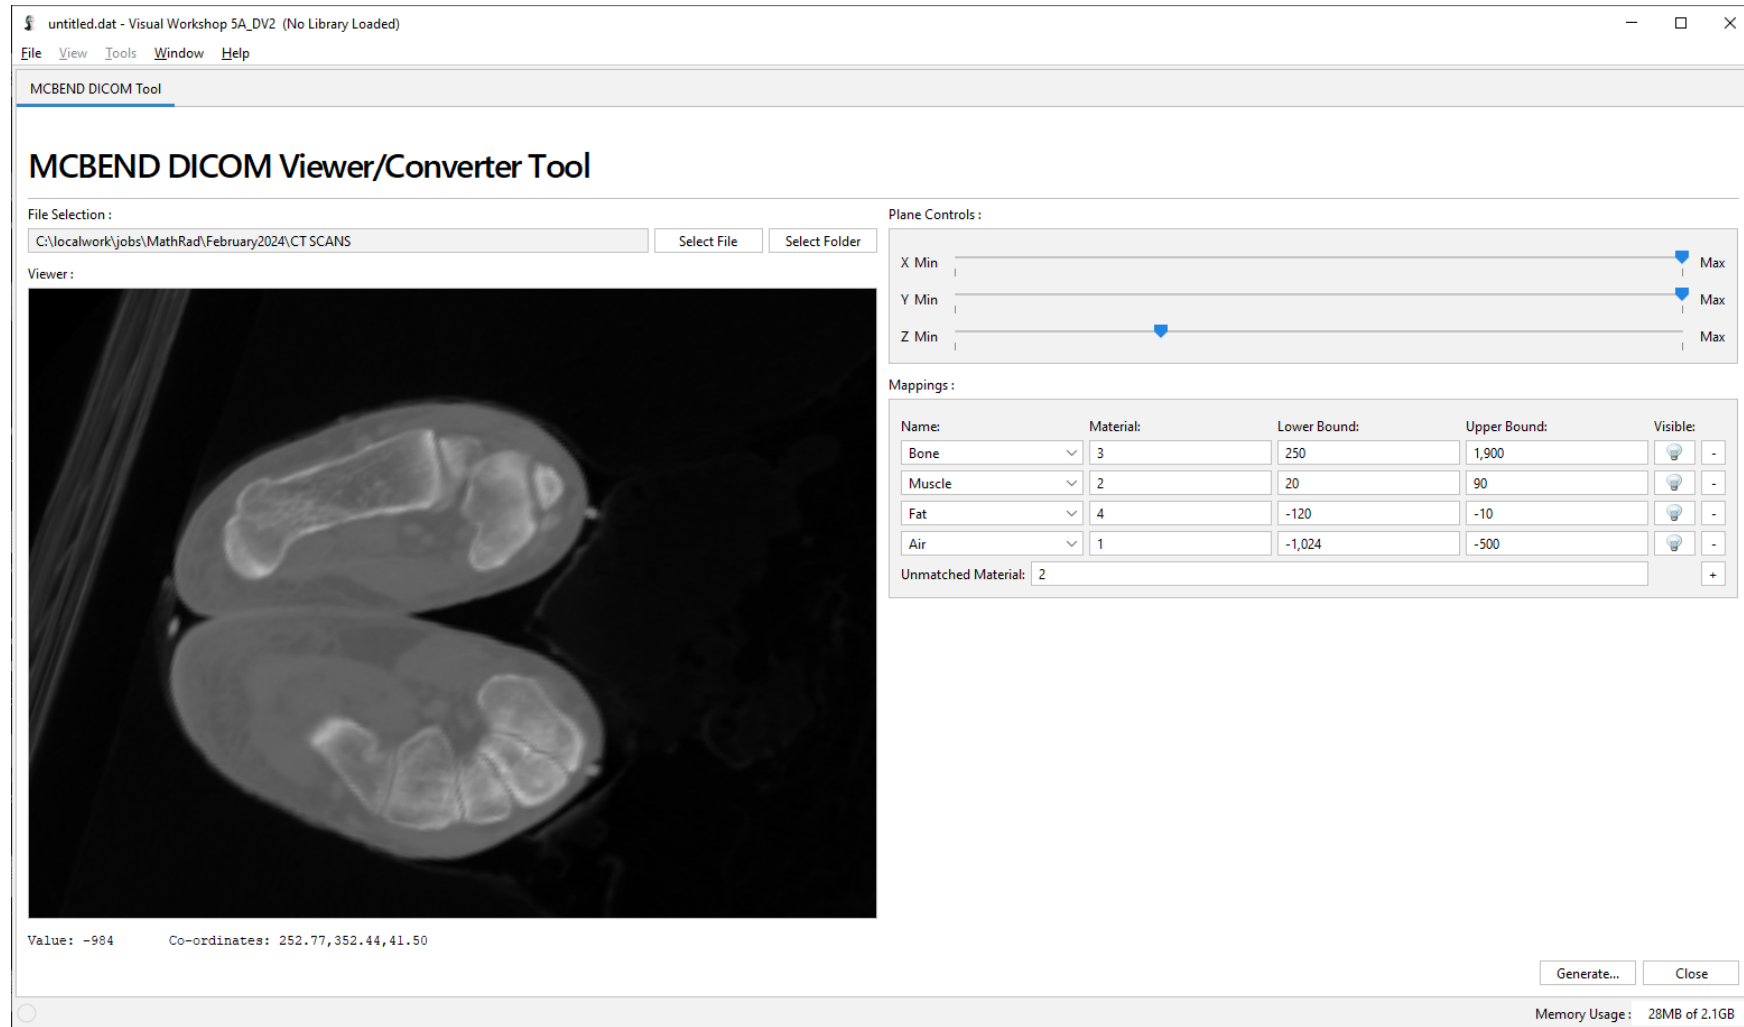 untitled.dat - Visual Workshop 5A_DV2 (No Library Loaded)
File View Tools Window Help
MCBEND DICOM Tool
MCBEND DICOM Viewer/Converter Tool
File Selection :
C:\localwork\jobs\MathRad\February2024\CT SCANS Select File Select Folder
Viewer :
Value: -984 Co-ordinates: 252.77,352.44,41.50
Plane Controls :
X Min Max
Y Min Max
Z Min Max
Mappings :
Name: Material: Lower Bound: Upper Bound: Visible:
Bone 3 250 1,900 -
Muscle 2 20 90 -
Fat 4 -120 -10 -
Air 1 -1,024 -500 -
Unmatched Material: 2 +
Generate... Close
Memory Usage : 28MB of 2.1GB